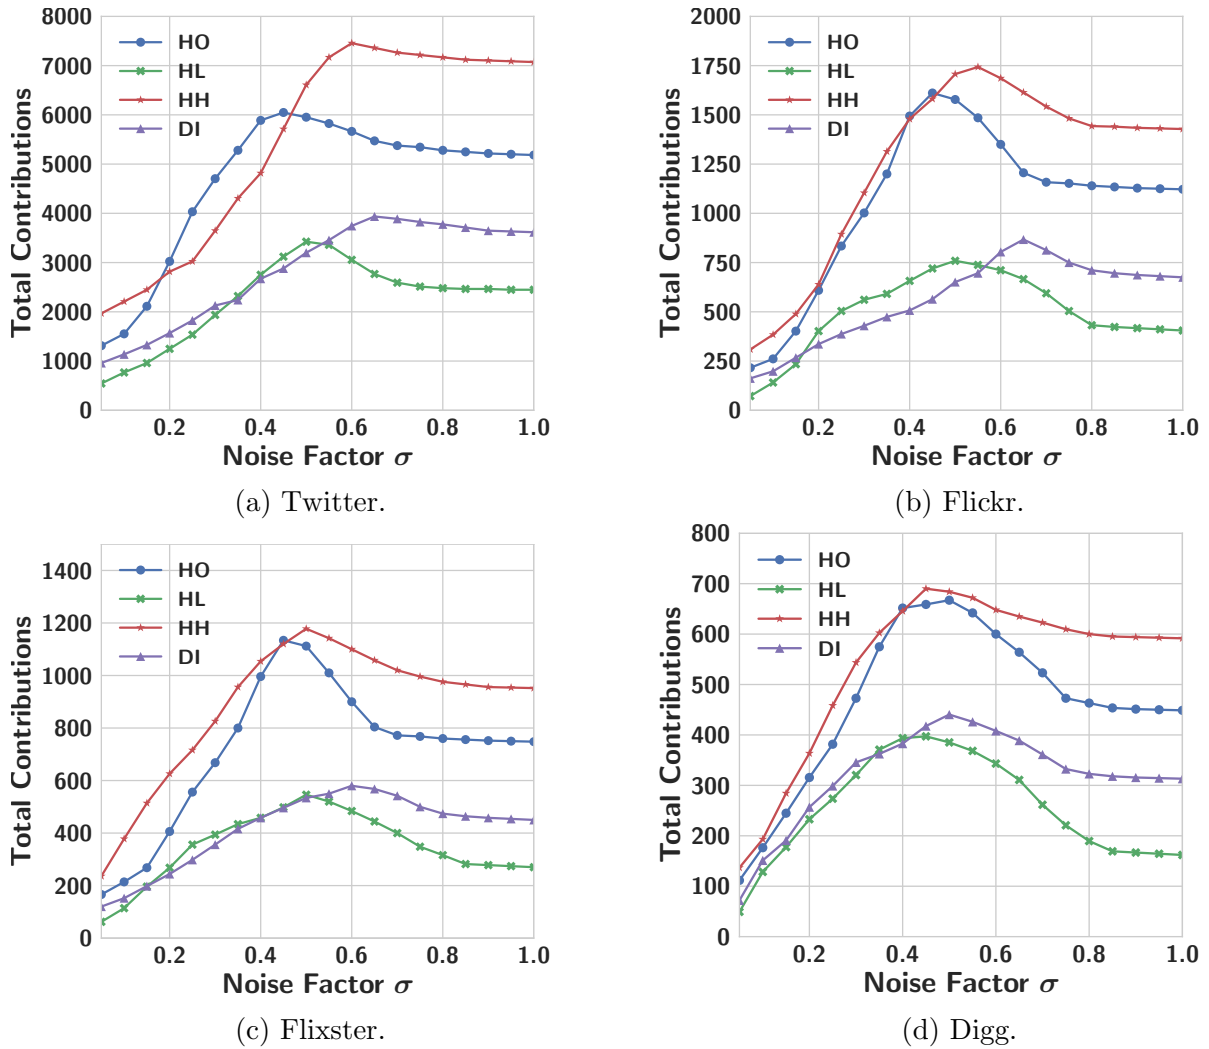 8000
7000
6000
5000
4000
3000
2000
1000
0
Total Contributions
HO
HL
HH
DI
0.2 0.4 0.6 0.8 1.0
Noise Factor σ
(a) Twitter.
2000
1750
1500
1250
1000
750
500
250
0
Total Contributions
HO
HL
HH
DI
0.2 0.4 0.6 0.8 1.0
Noise Factor σ
(b) Flickr.
1400
1200
1000
800
600
400
200
0
Total Contributions
HO
HL
HH
DI
0.2 0.4 0.6 0.8 1.0
Noise Factor σ
(c) Flixster.
800
700
600
500
400
300
200
100
0
Total Contributions
HO
HL
HH
DI
0.2 0.4 0.6 0.8 1.0
Noise Factor σ
(d) Digg.